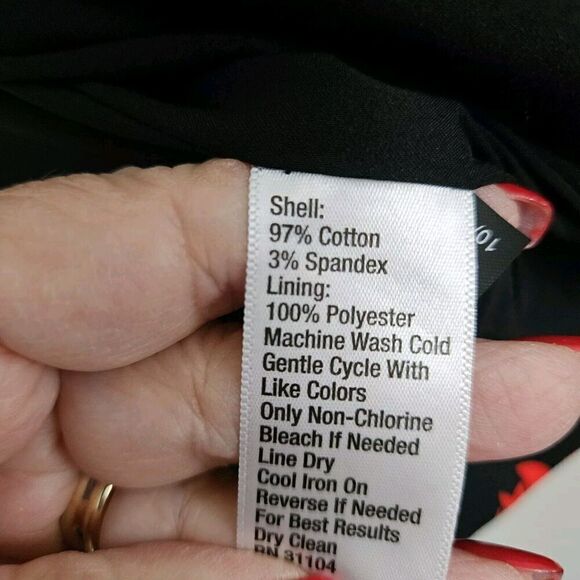 Shell:
97% Cotton
3% Spandex
Lining:
100% Polyester
Machine Wash Cold
Gentle Cycle With
Like Colors
Only Non-Chlorine
Bleach If Needed
Line Dry
Cool Iron On
Reverse If Needed
For Best Results
Dry Clean
RN 31104
10/